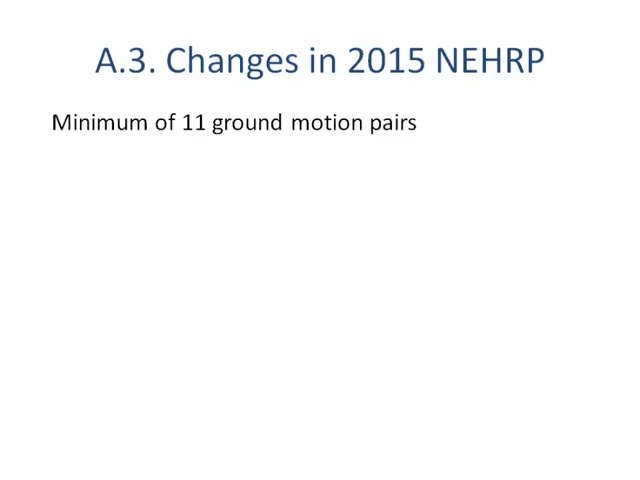 A.3. Changes in 2015 NEHRP
Minimum of 11 ground motion pairs